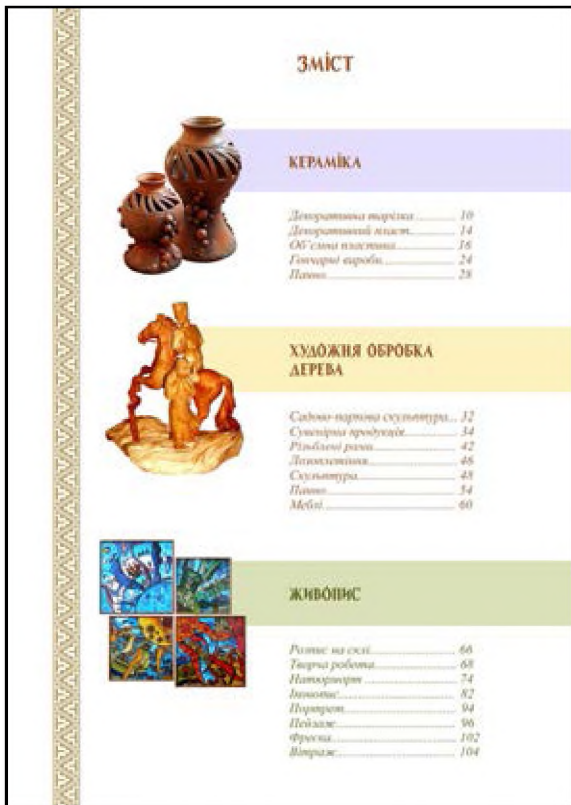 ЗМІСТ
КЕРАМІКА
Декоративна тарілка ........... 10
Декоративний пласт........... 14
Об'ємна пластика............... 16
Гончарні вироби................. 24
Панно................................. 28
ХУДОЖНЯ ОБРОБКА
ДЕРЕВА
Садово-паркова скульптура... 32
Сувенірна продукція............ 34
Різьблені рами.................... 42
Лозоплетіння...................... 46
Скульптура......................... 48
Панно................................. 54
Меблі.................................. 60
ЖИВОПИС
Розпис на склі..................... 66
Творча робота.................... 68
Натюрморт........................ 74
Іконопис............................. 82
Портрет............................. 94
Пейзаж............................... 96
Фрески................................ 102
Вітраж................................ 104